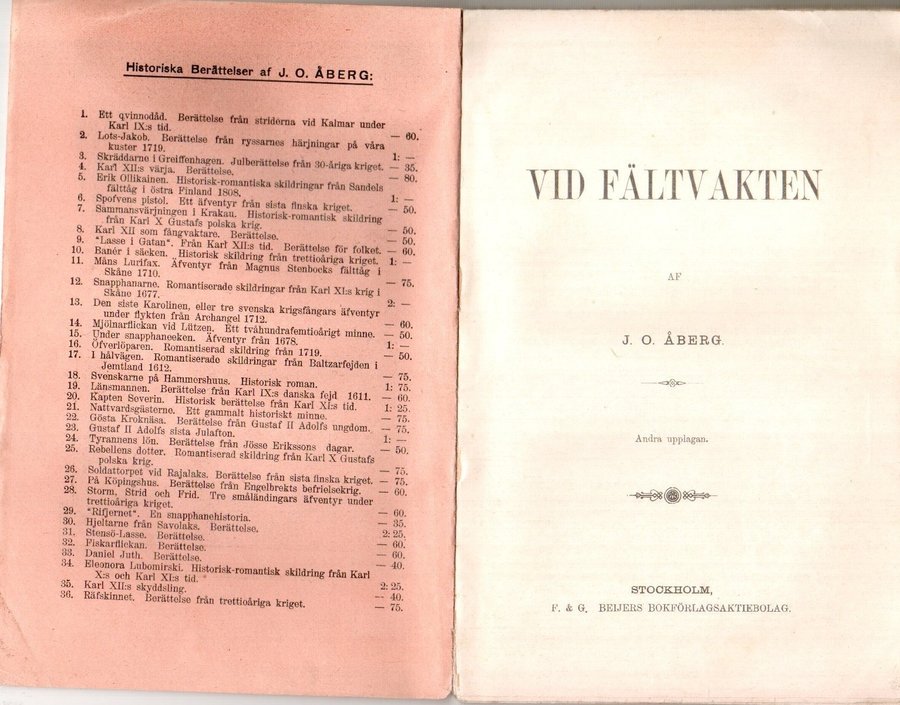 Historiska Berättelser af J. O. ÅBERG:
1. Ett qvinnodåd. Berättelse från striderna vid Kalmar under
Karl IX:s tid. — 60.
2. Lots-Jakob. Berättelse från ryssarnes härjningar på våra
kuster 1719. 1: —
3. Skräddarne i Greiffenhagen. Julberättelse från 30-åriga kriget. — 35.
4. Karl XII:s värja. Berättelse. — 80.
5. Erik Ollikainen. Historisk-romantiska skildringar från Sandels
fälttåg i östra Finland 1808. 1: —
6. Spofvens pistol. Ett äfventyr från sista finska kriget. — 50.
7. Sammansvärjningen i Krakau. Historisk-romantisk skildring
från Karl X Gustafs polska krig. — 50.
8. Karl XII som fångvaktare. Berättelse. — 50.
9. "Lasse i Gatan". Från Karl XII:s tid. Berättelse för folket. — 60.
10. Banér i säcken. Historisk skildring från trettioåriga kriget. 1: —
11. Måns Lurifax. Äfventyr från Magnus Stenbocks fälttåg i
Skåne 1710. — 75.
12. Snapphanarne. Romantiserade skildringar från Karl XI:s krig i
Skåne 1677. 2: —
13. Den siste Karolinen, eller tre svenska krigsfångars äfventyr
under flykten från Archangel 1712. — 60.
14. Mjölnarflickan vid Lützen. Ett tvåhundrafemtioårigt minne. — 50.
15. Under snapphaneeken. Äfventyr från 1678. 1: —
16. Öfverlöparen. Romantiserad skildring från 1719. — 50.
17. I hålvägen. Romantiserade skildringar från Baltzarfejden i
Jemtland 1612. — 75.
18. Svenskarne på Hammershuus. Historisk roman. 1: 75.
19. Länsmannen. Berättelse från Karl IX:s danska fejd 1611. — 60.
20. Kapten Severin. Historisk berättelse från Karl XI:s tid. 1: 25.
21. Nattvardsgästerne. Ett gammalt historiskt minne. — 75.
22. Gösta Kroknäsa. Berättelse från Gustaf II Adolfs ungdom. — 75.
23. Gustaf II Adolfs sista Julafton. 1: —
24. Tyrannens lön. Berättelse från Jösse Erikssons dagar. — 50.
25. Rebellens dotter. Romantiserad skildring från Karl X Gustafs
polska krig. — 75.
26. Soldattorpet vid Rajalaks. Berättelse från sista finska kriget. — 75.
27. På Köpingshus. Berättelse från Engelbrekts befrielsekrig. — 60.
28. Storm, Strid och Frid. Tre småländingars äfventyr under
trettioåriga kriget. — 60.
29. "Rifjernet". En snapphanehistoria. — 35.
30. Hjeltarne från Savolaks. Berättelse. 2: 25.
31. Stensö-Lasse. Berättelse. — 60.
32. Fiskarflickan. Berättelse. — 60.
33. Daniel Juth. Berättelse. — 40.
34. Eleonora Lubomirski. Historisk-romantisk skildring från Karl
X:s och Karl XI:s tid. 2: 25.
35. Karl XII:s skyddsling. — 40.
36. Räfskinnet. Berättelse från trettioåriga kriget. — 75.
VID FÄLTVAKTEN
AF
J. O. ÅBERG.
Andra upplagan.
STOCKHOLM,
F. & G. BEIJERS BOKFÖRLAGSAKTIEBOLAG.